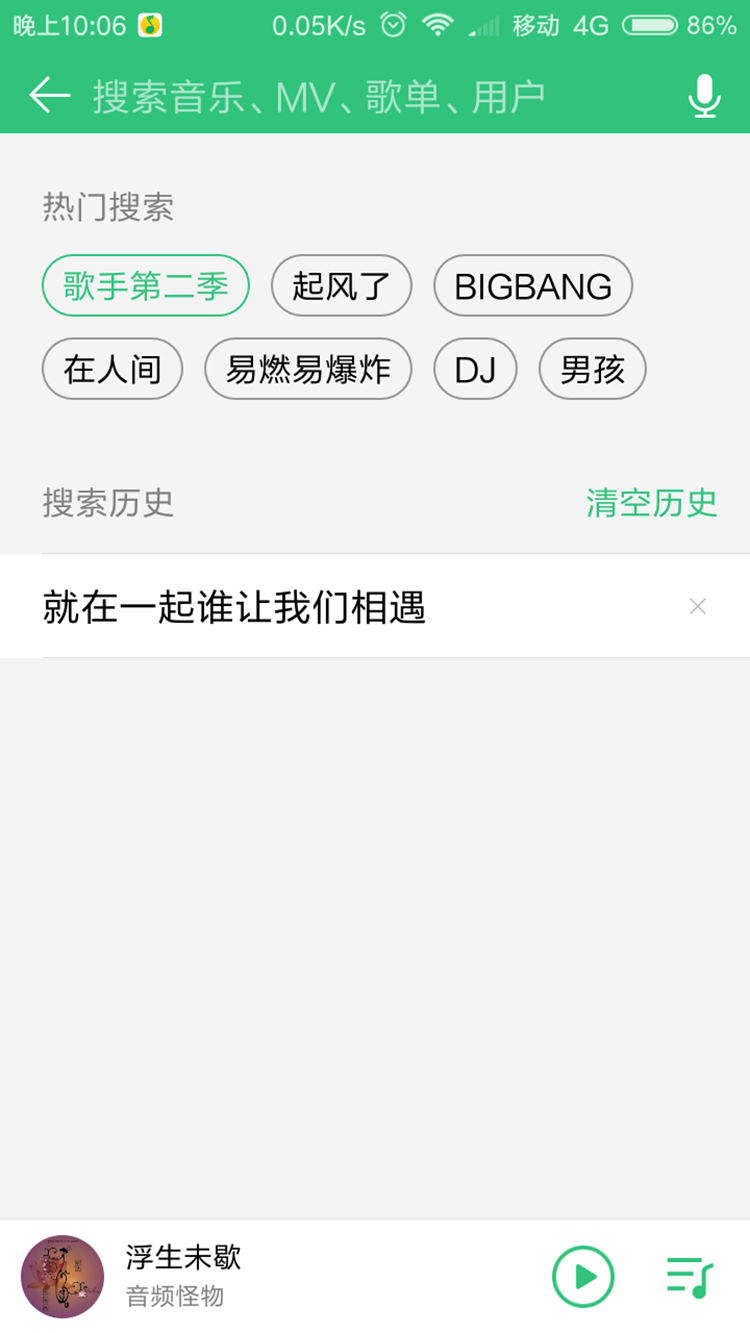 晚上10:06 0.05K/s 移动 4G 86%
搜索音乐、MV、歌单、用户
热门搜索
歌手第二季 起风了 BIGBANG
在人间 易燃易爆炸 DJ 男孩
搜索历史 清空历史
就在一起谁让我们相遇
浮生未歇
音频怪物